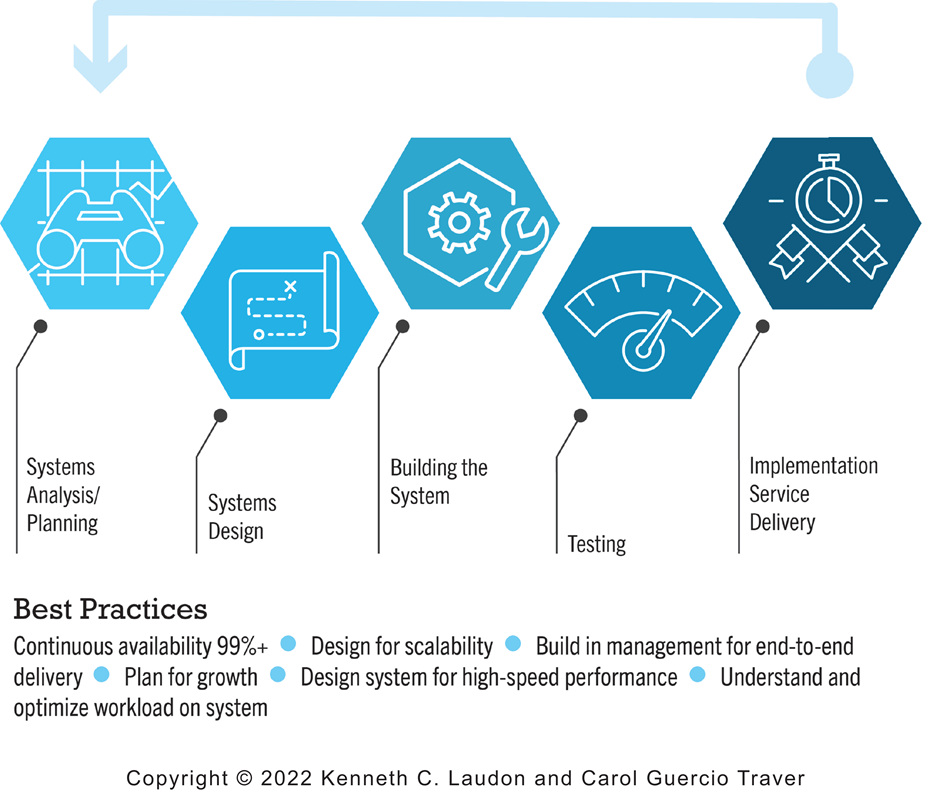 Systems
Analysis/
Planning
Systems
Design
Building the
System
Testing
Implementation
Service
Delivery
Best Practices
Continuous availability 99%+ ● Design for scalability ● Build in management for end-to-end
delivery ● Plan for growth ● Design system for high-speed performance ● Understand and
optimize workload on system
Copyright © 2022 Kenneth C. Laudon and Carol Guercio Traver